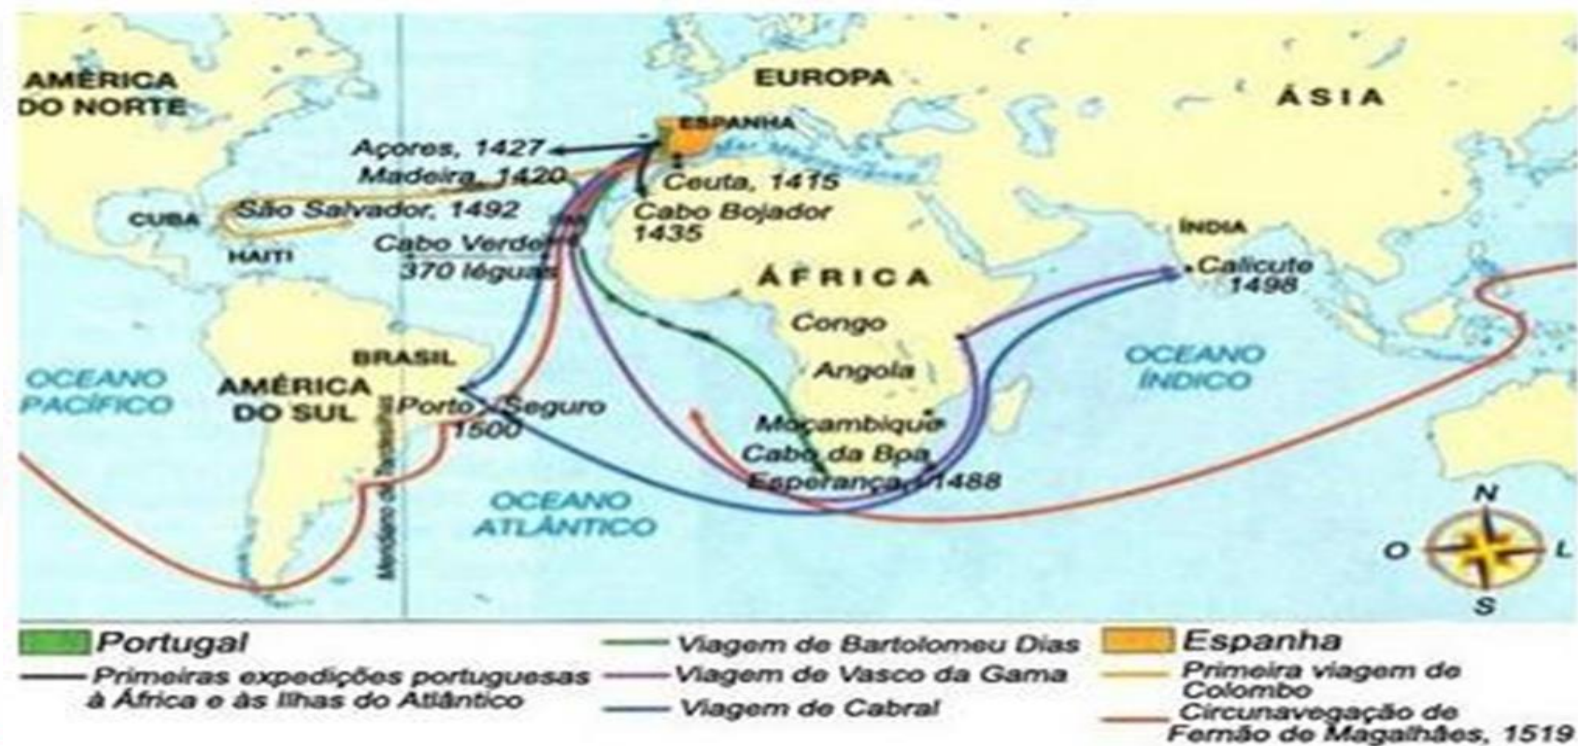 AMÉRICA
DO NORTE
EUROPA
ÁSIA
ESPANHA
Açores, 1427
Mar Mediterrâneo
Madeira, 1420
Ceuta, 1415
São Salvador, 1492
CUBA
Cabo Bojador
1435
HAITI
Cabo Verde
370 léguas
ÍNDIA
Calicute
1498
ÁFRICA
Congo
BRASIL
OCEANO
PACÍFICO
AMÉRICA
DO SUL
Angola
OCEANO
ÍNDICO
Porto Seguro
1500
Moçambique
Cabo da Boa
Esperança, 1488
Meridiano de Tordesilhas
OCEANO
ATLÂNTICO
N
O
L
S
Portugal
Primeiras expedições portuguesas
à África e às Ilhas do Atlântico
Viagem de Bartolomeu Dias
Viagem de Vasco da Gama
Viagem de Cabral
Espanha
Primeira viagem de
Colombo
Circunavegação de
Fernão de Magalhães, 1519